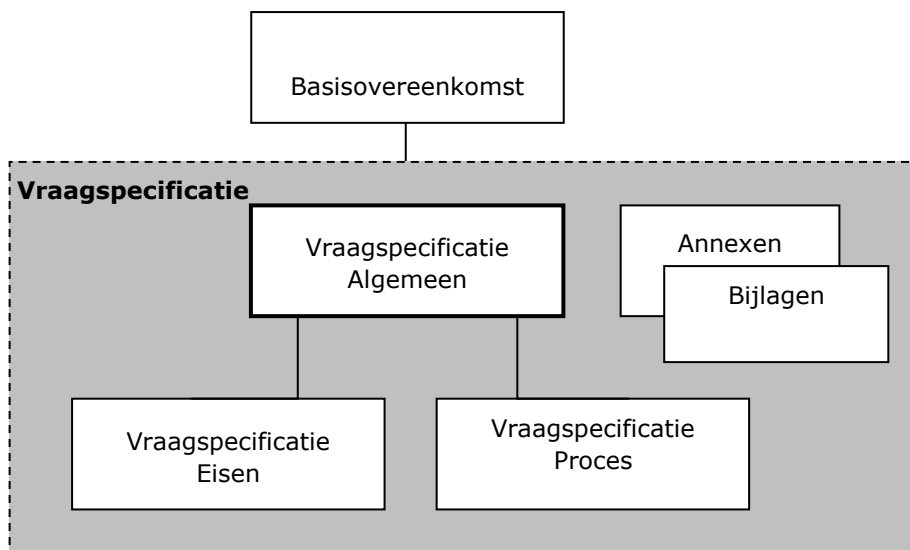 Basisovereenkomst
Vraagspecificatie
Vraagspecificatie
Algemeen
Annexen
Bijlagen
Vraagspecificatie
Eisen
Vraagspecificatie
Proces